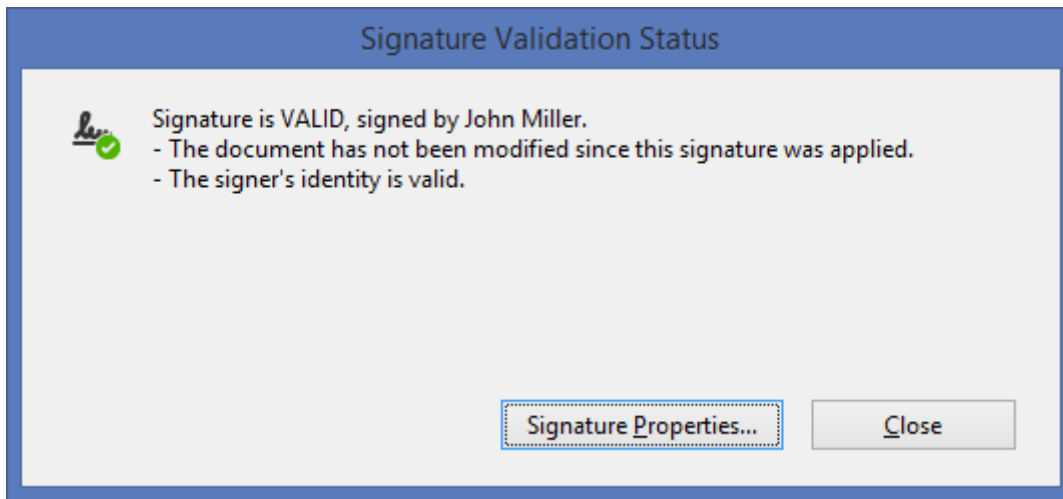 Signature Validation Status
Signature is VALID, signed by John Miller.
- The document has not been modified since this signature was applied.
- The signer's identity is valid.
Signature Properties...
Close